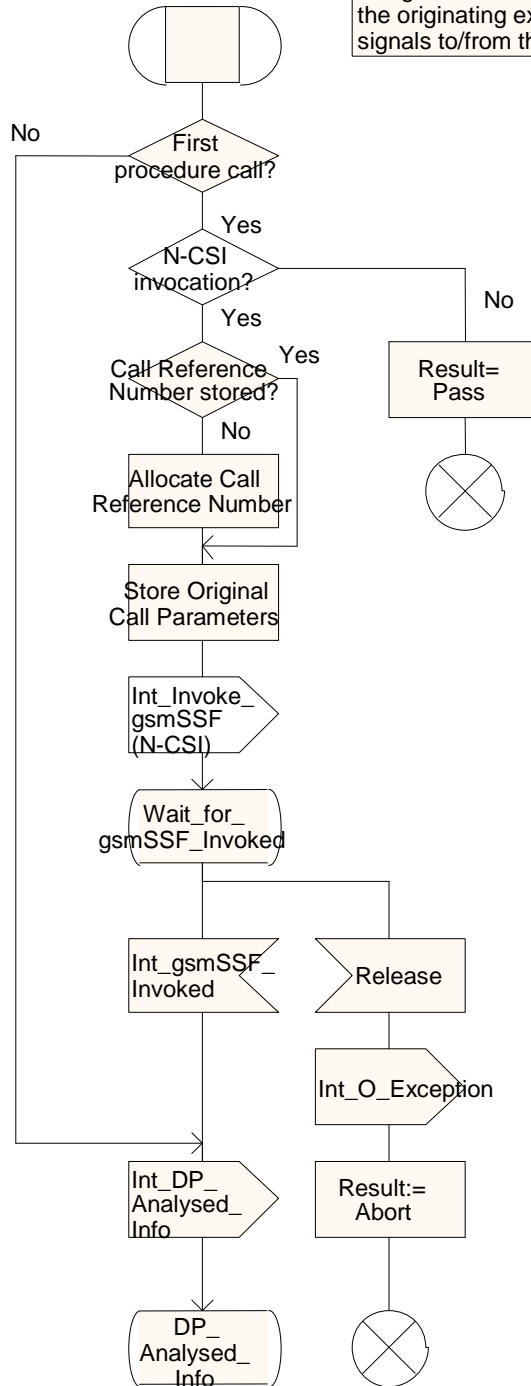 the originating ex
signals to/from th
No
First
procedure call?
Yes
N-CSI
invocation?
No
Yes
Call Reference
Number stored?
Yes
Result=
Pass
No
Allocate Call
Reference Number
Store Original
Call Parameters
Int_Invoke_
gsmSSF
(N-CSI)
Wait_for_
gsmSSF_Invoked
Int_gsmSSF_
Invoked
Release
Int_O_Exception
Int_DP_
Analysed_
Info
Result:=
Abort
DP_
Analysed_
Info